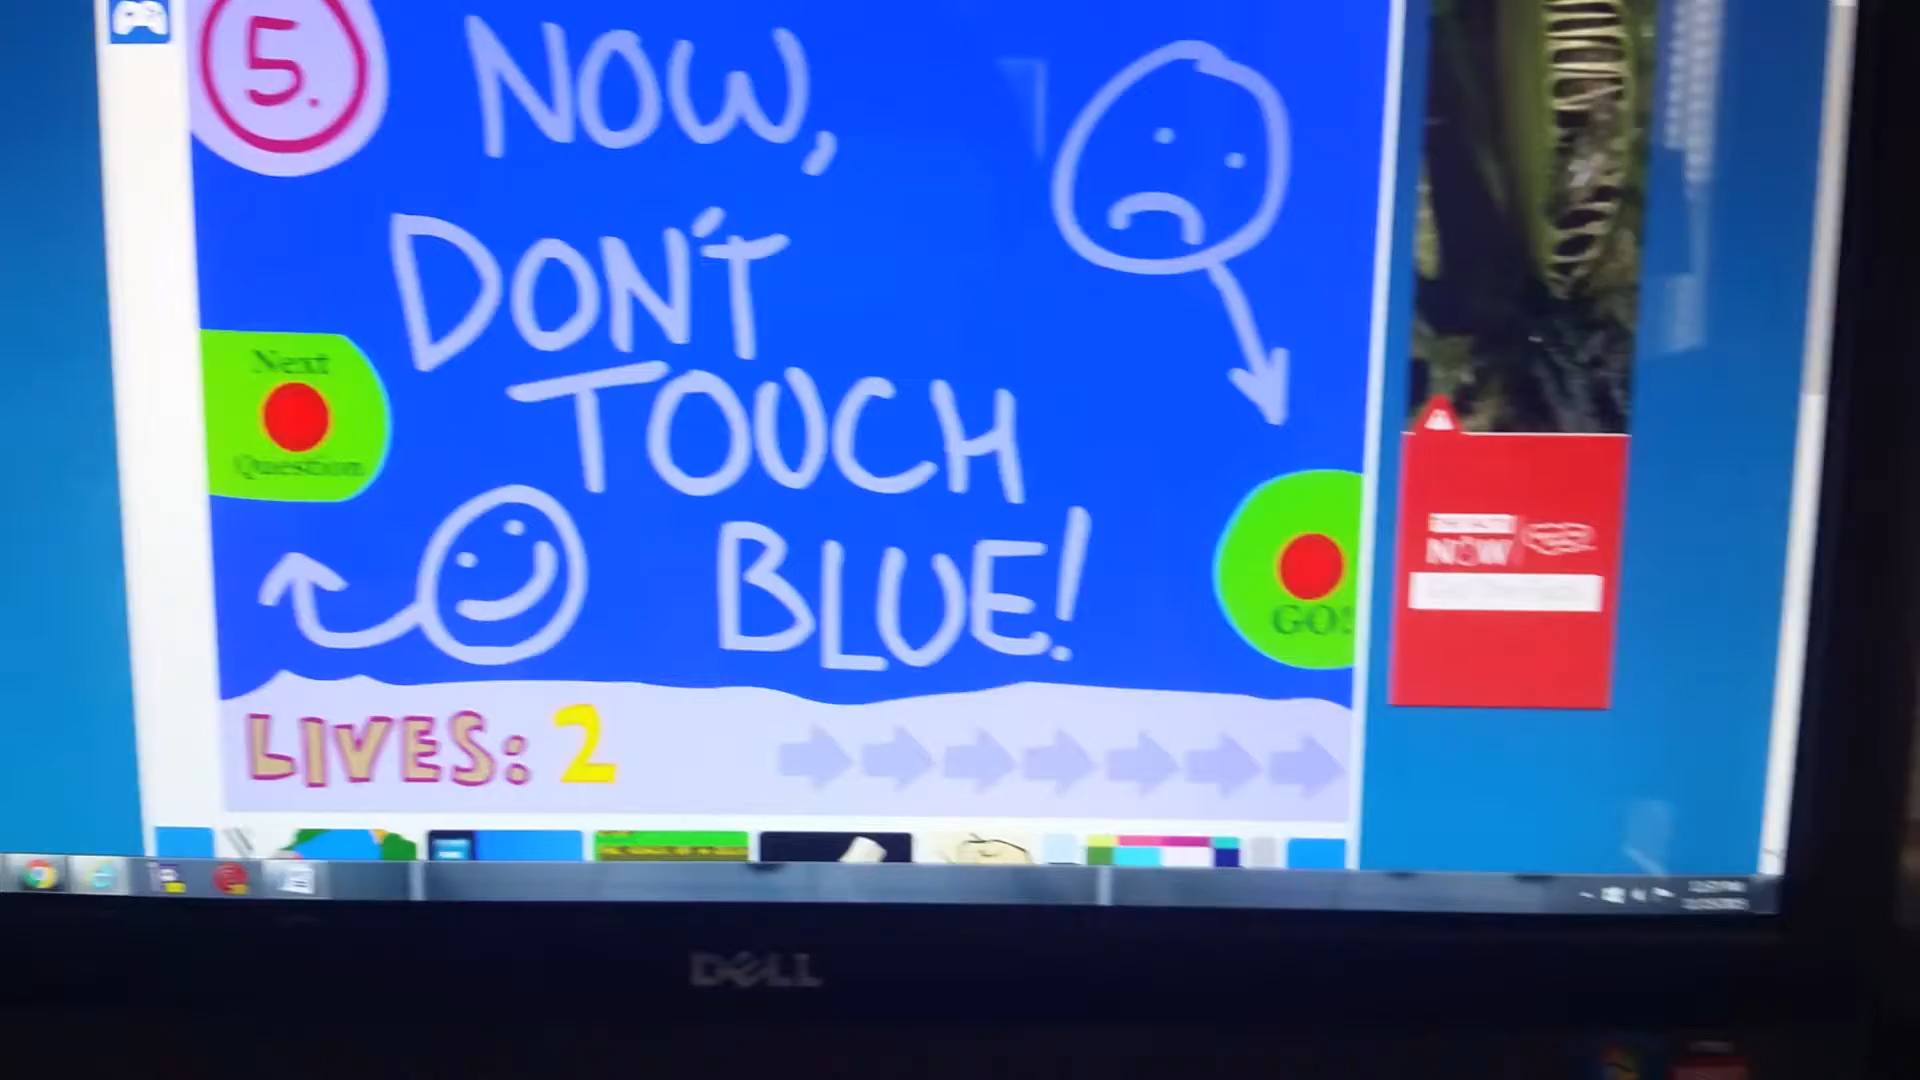 5.
NOW,
DON'T
TOUCH
BLUE!
Next
Question
GO!
LIVES: 2
NOW
DELL